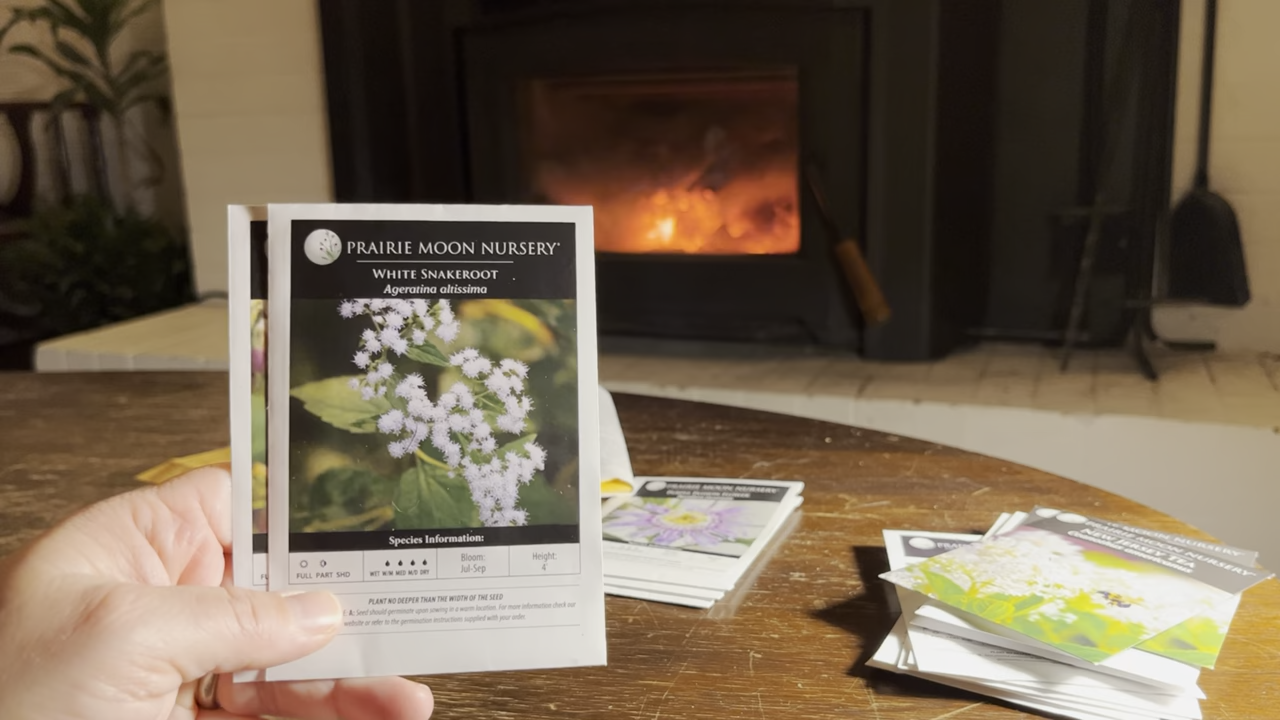 PRAIRIE MOON NURSERY
WHITE SNAKEROOT
Ageratina altissima
Species Information:
FULL PART SHD
WET W/M MED M/D DRY
Bloom:
Jul-Sep
Height:
4'
PLANT NO DEEPER THAN THE WIDTH OF THE SEED
A: Seed should germinate upon sowing in a warm location. For more information check our
website or refer to the germination instructions supplied with your order.
PRAIRIE MOON NURSERY
PRAIRIE MOON NURSERY
NEW JERSEY TEA